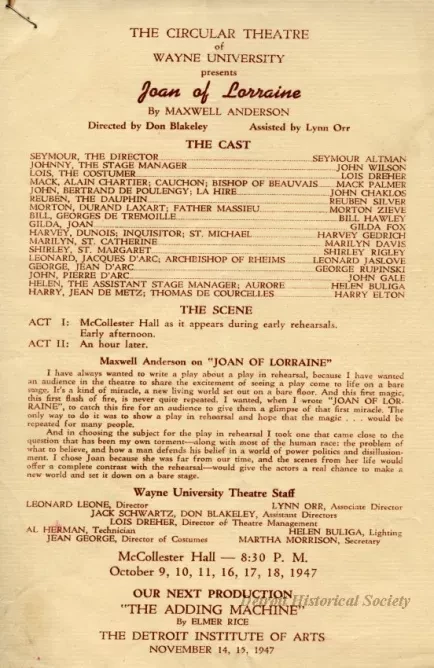 THE CIRCULAR THEATRE
of
WAYNE UNIVERSITY
presents
Joan of Lorraine
By MAXWELL ANDERSON
Directed by Don Blakeley Assisted by Lynn Orr
THE CAST
SEYMOUR, THE DIRECTOR SEYMOUR ALTMAN
JOHNNY, THE STAGE MANAGER JOHN WILSON
LOIS, THE COSTUMER LOIS DREHER
MACK, ALAIN CHARTIER; CAUCHON; BISHOP OF BEAUVAIS MACK PALMER
JOHN, BERTRAND DE POULENGY; LA HIRE JOHN CHAKLOS
REUBEN, THE DAUPHIN REUBEN SILVER
MORTON, DURAND LAXART; FATHER MASSIEU MORTON ZIEVE
BILL, GEORGES DE TREMOILLE BILL HAWLEY
GILDA, JOAN GILDA FOX
HARVEY, DUNOIS; INQUISITOR; ST. MICHAEL HARVEY GEDRICH
MARILYN, ST. CATHERINE MARILYN DAVIS
SHIRLEY, ST. MARGARET SHIRLEY RIGLEY
LEONARD, JACQUES D'ARC; ARCHBISHOP OF RHEIMS LEONARD JASLOVE
GEORGE, JEAN D'ARC GEORGE RUPINSKI
JOHN, PIERRE D'ARC JOHN GALE
HELEN, THE ASSISTANT STAGE MANAGER; AURORE HELEN BULIGA
HARRY, JEAN DE METZ; THOMAS DE COURCELLES HARRY ELTON
THE SCENE
ACT I: McCollester Hall as it appears during early rehearsals.
Early afternoon.
ACT II: An hour later.
Maxwell Anderson on "JOAN OF LORRAINE"
I have always wanted to write a play about a play in rehearsal, because I have wanted
an audience in the theatre to share the excitement of seeing a play come to life on a bare
stage. It's a kind of miracle, a new living world set out on a bare floor. And this first magic,
this first flash of fire, is never quite repeated. I wanted, when I wrote "JOAN OF LOR-
RAINE", to catch this fire for an audience to give them a glimpse of that first miracle. The
only way to do it was to show a play in rehearsal and hope that the magic . . . would be
repeated for many people.
And in choosing the subject for the play in rehearsal I took one that came close to the
question that has been my own torment—along with most of the human race: the problem of
what to believe, and how a man defends his belief in a world of power politics and disillusion-
ment. I chose Joan because she was far from our time, and the scenes from her life would
offer a complete contrast with the rehearsal—would give the actors a real chance to make a
new world and set it down on a bare stage.
Wayne University Theatre Staff
LEONARD LEONE, Director LYNN ORR, Associate Director
JACK SCHWARTZ, DON BLAKELEY, Assistant Directors
LOIS DREHER, Director of Theatre Management
AL HERMAN, Technician HELEN BULIGA, Lighting
JEAN GEORGE, Director of Costumes MARTHA MORRISON, Secretary
McCollester Hall — 8:30 P. M.
October 9, 10, 11, 16, 17, 18, 1947
OUR NEXT PRODUCTION
Detroit Historical Society
"THE ADDING MACHINE"
By ELMER RICE
THE DETROIT INSTITUTE OF ARTS
NOVEMBER 14, 15, 1947